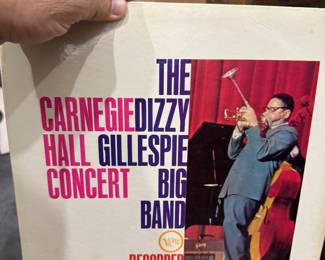 THE
CARNEGIE DIZZY
HALL GILLESPIE
CONCERT BIG
BAND
Verve
RECORDED